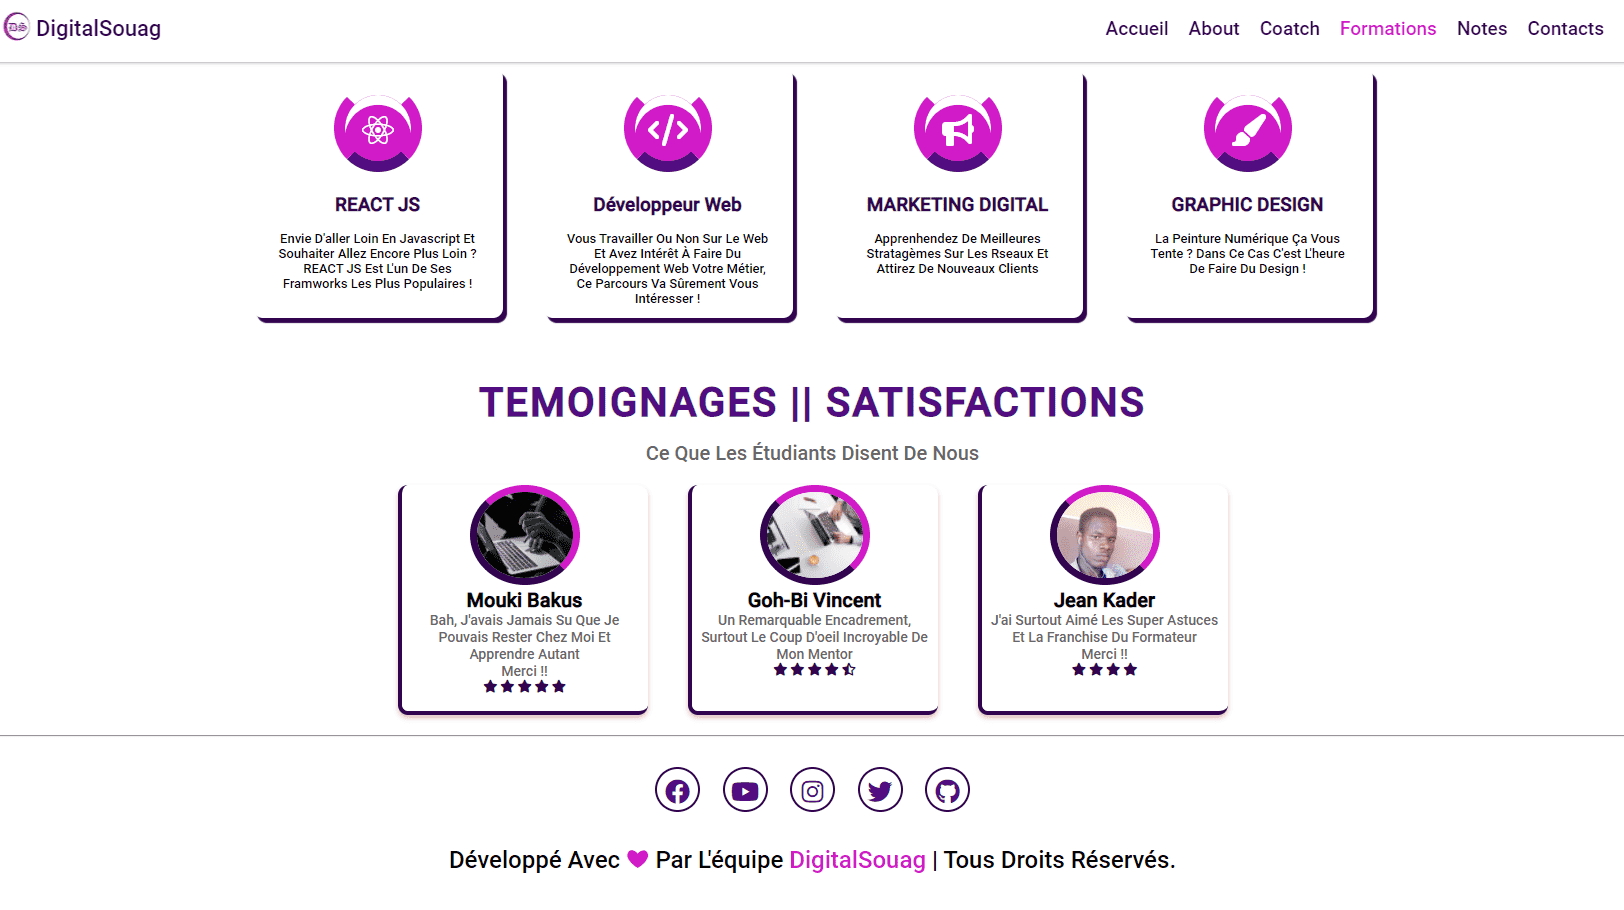 DS DigitalSouag
Accueil About Coatch Formations Notes Contacts
REACT JS
Envie D'aller Loin En Javascript Et
Souhaiter Allez Encore Plus Loin ?
REACT JS Est L'un De Ses
Framworks Les Plus Populaires !
Développeur Web
Vous Travailler Ou Non Sur Le Web
Et Avez Intérêt À Faire Du
Développement Web Votre Métier,
Ce Parcours Va Sûrement Vous
Intéresser !
MARKETING DIGITAL
Apprenhendez De Meilleures
Stratagèmes Sur Les Rseaux Et
Attirez De Nouveaux Clients
GRAPHIC DESIGN
La Peinture Numérique Ça Vous
Tente ? Dans Ce Cas C'est L'heure
De Faire Du Design !
TEMOIGNAGES || SATISFACTIONS
Ce Que Les Étudiants Disent De Nous
Mouki Bakus
Bah, J'avais Jamais Su Que Je
Pouvais Rester Chez Moi Et
Apprendre Autant
Merci !!
Goh-Bi Vincent
Un Remarquable Encadrement,
Surtout Le Coup D'oeil Incroyable De
Mon Mentor
Jean Kader
J'ai Surtout Aimé Les Super Astuces
Et La Franchise Du Formateur
Merci !!
Développé Avec Par L'équipe DigitalSouag | Tous Droits Réservés.